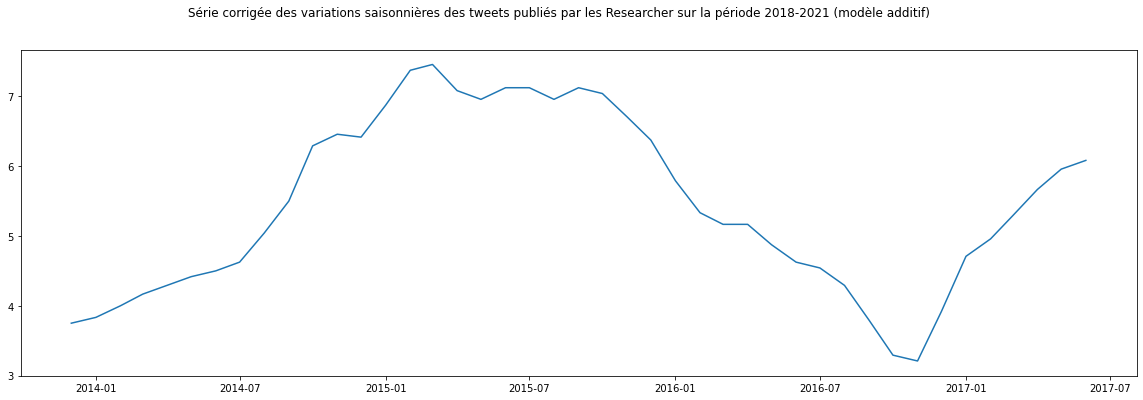 Série corrigée des variations saisonnières des tweets publiés par les Researcher sur la période 2018-2021 (modèle additif)
7
6
5
4
3
2014-01 2014-07 2015-01 2015-07 2016-01 2016-07 2017-01 2017-07